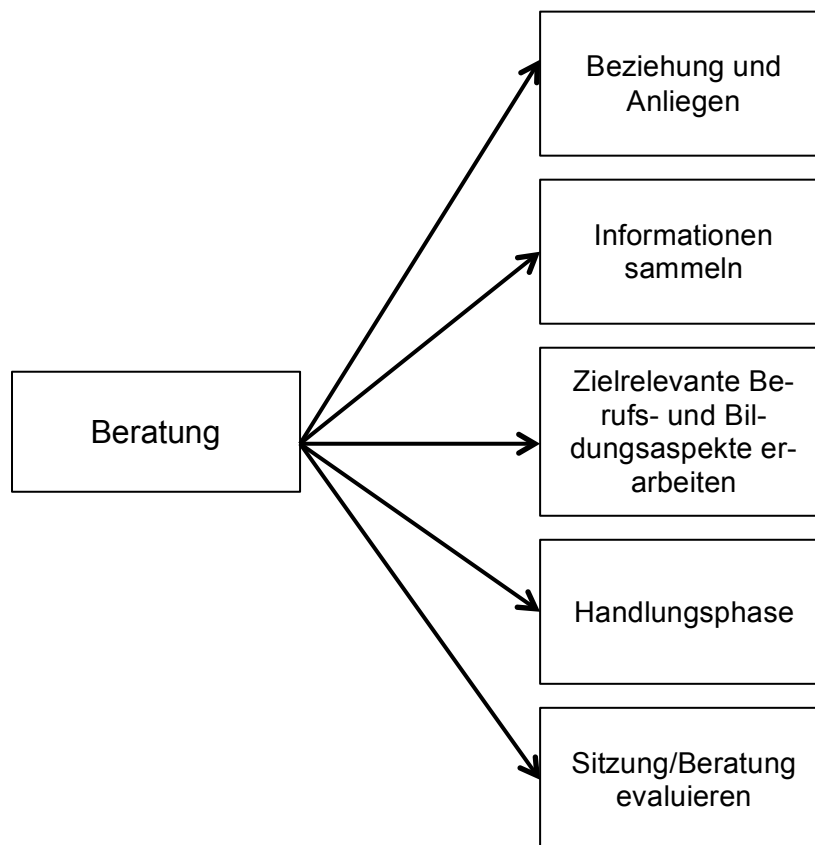 Beziehung und
Anliegen
Informationen
sammeln
Zielrelevante Be-
rufs- und Bil-
dungsaspekte er-
arbeiten
Beratung
Handlungsphase
Sitzung/Beratung
evaluieren